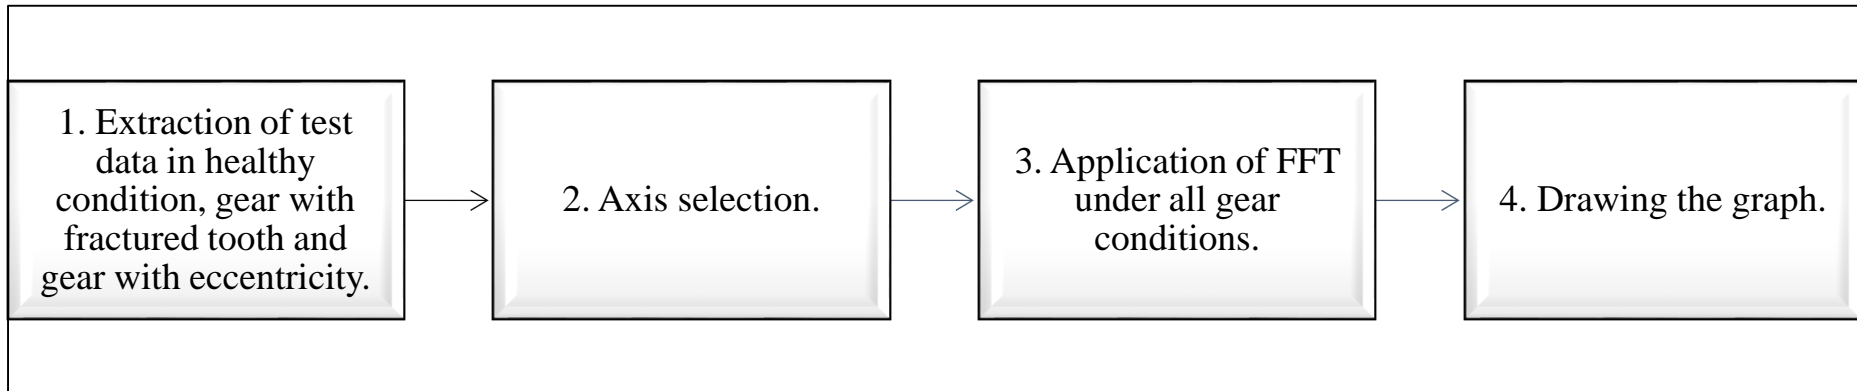 1. Extraction of test
data in healthy
condition, gear with
fractured tooth and
gear with eccentricity.
2. Axis selection.
3. Application of FFT
under all gear
conditions.
4. Drawing the graph.